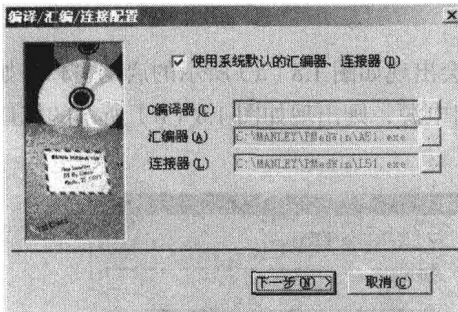 编译/汇编/连接配置
使用系统默认的汇编器、连接器(D)
C编译器(C)
汇编器(A) C:\MANLEY\PMedWin\A51.exe
连接器(L) C:\MANLEY\PMedWin\L51.exe
下一步(N) >
取消(C)